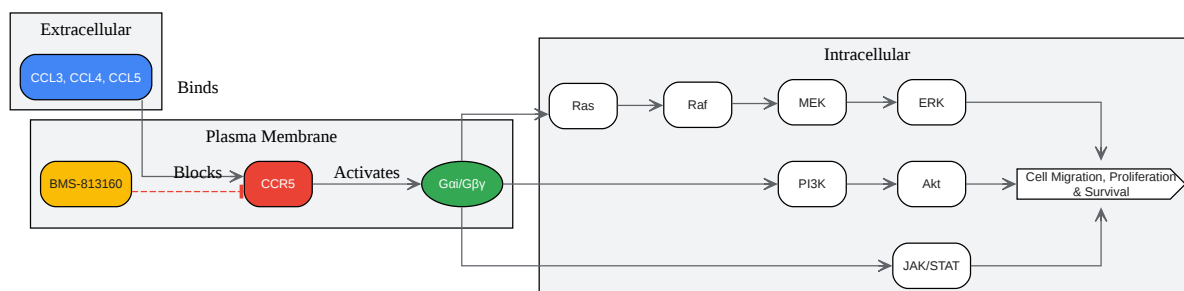 Extracellular
CCL3, CCL4, CCL5
Binds
Plasma Membrane
BMS-813160
Blocks
CCR5
Activates
Gαi/Gβγ
Intracellular
Ras
Raf
MEK
ERK
PI3K
Akt
Cell Migration, Proliferation
& Survival
JAK/STAT